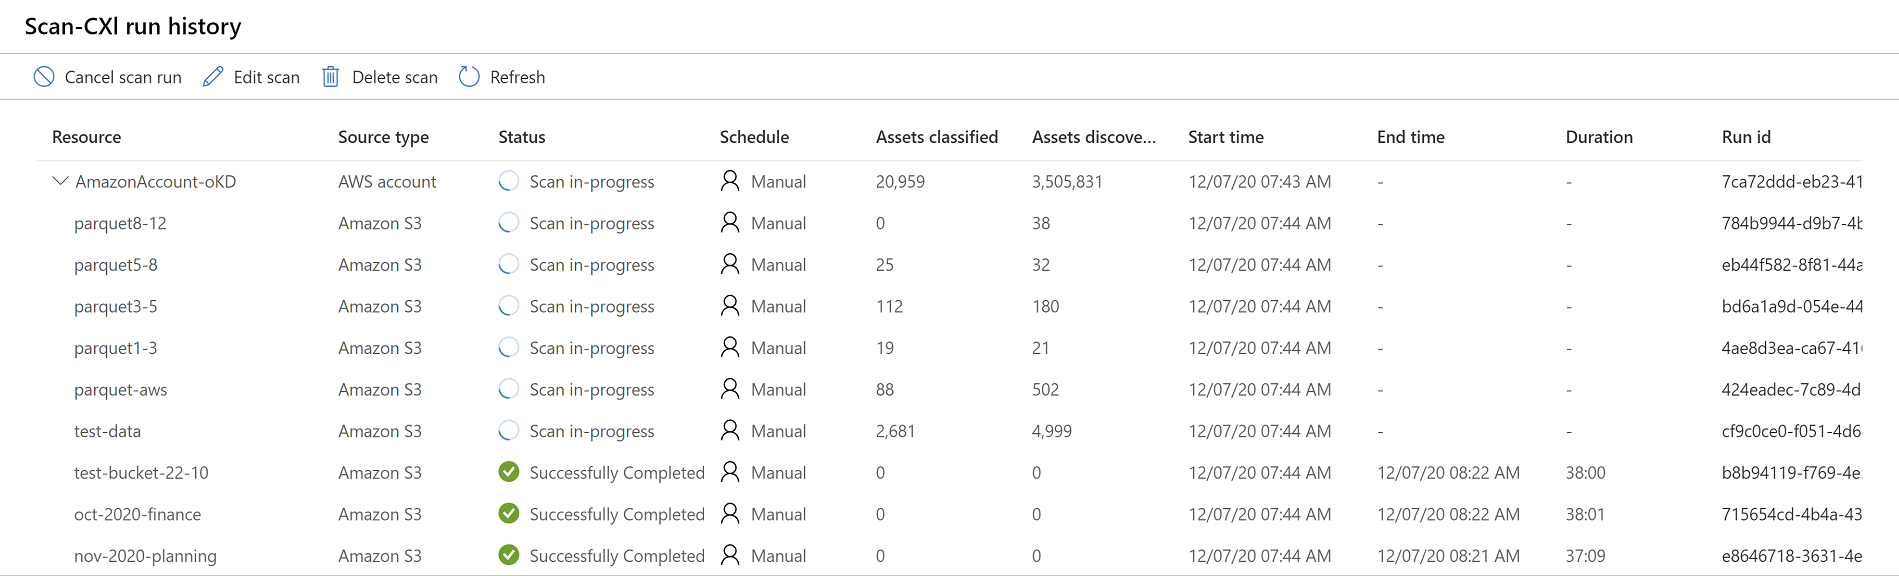 Scan-CXl run history
Cancel scan run Edit scan Delete scan Refresh
Resource Source type Status Schedule Assets classified Assets discove... Start time End time Duration Run id
AmazonAccount-oKD AWS account Scan in-progress Manual 20,959 3,505,831 12/07/20 07:43 AM - - 7ca72ddd-eb23-41
parquet8-12 Amazon S3 Scan in-progress Manual 0 38 12/07/20 07:44 AM - - 784b9944-d9b7-4b
parquet5-8 Amazon S3 Scan in-progress Manual 25 32 12/07/20 07:44 AM - - eb44f582-8f81-44a
parquet3-5 Amazon S3 Scan in-progress Manual 112 180 12/07/20 07:44 AM - - bd6a1a9d-054e-44
parquet1-3 Amazon S3 Scan in-progress Manual 19 21 12/07/20 07:44 AM - - 4ae8d3ea-ca67-41
parquet-aws Amazon S3 Scan in-progress Manual 88 502 12/07/20 07:44 AM - - 424eadec-7c89-4d
test-data Amazon S3 Scan in-progress Manual 2,681 4,999 12/07/20 07:44 AM - - cf9c0ce0-f051-4d6
test-bucket-22-10 Amazon S3 Successfully Completed Manual 0 0 12/07/20 07:44 AM 12/07/20 08:22 AM 38:00 b8b94119-f769-4e
oct-2020-finance Amazon S3 Successfully Completed Manual 0 0 12/07/20 07:44 AM 12/07/20 08:22 AM 38:01 715654cd-4b4a-43
nov-2020-planning Amazon S3 Successfully Completed Manual 0 0 12/07/20 07:44 AM 12/07/20 08:21 AM 37:09 e8646718-3631-4e